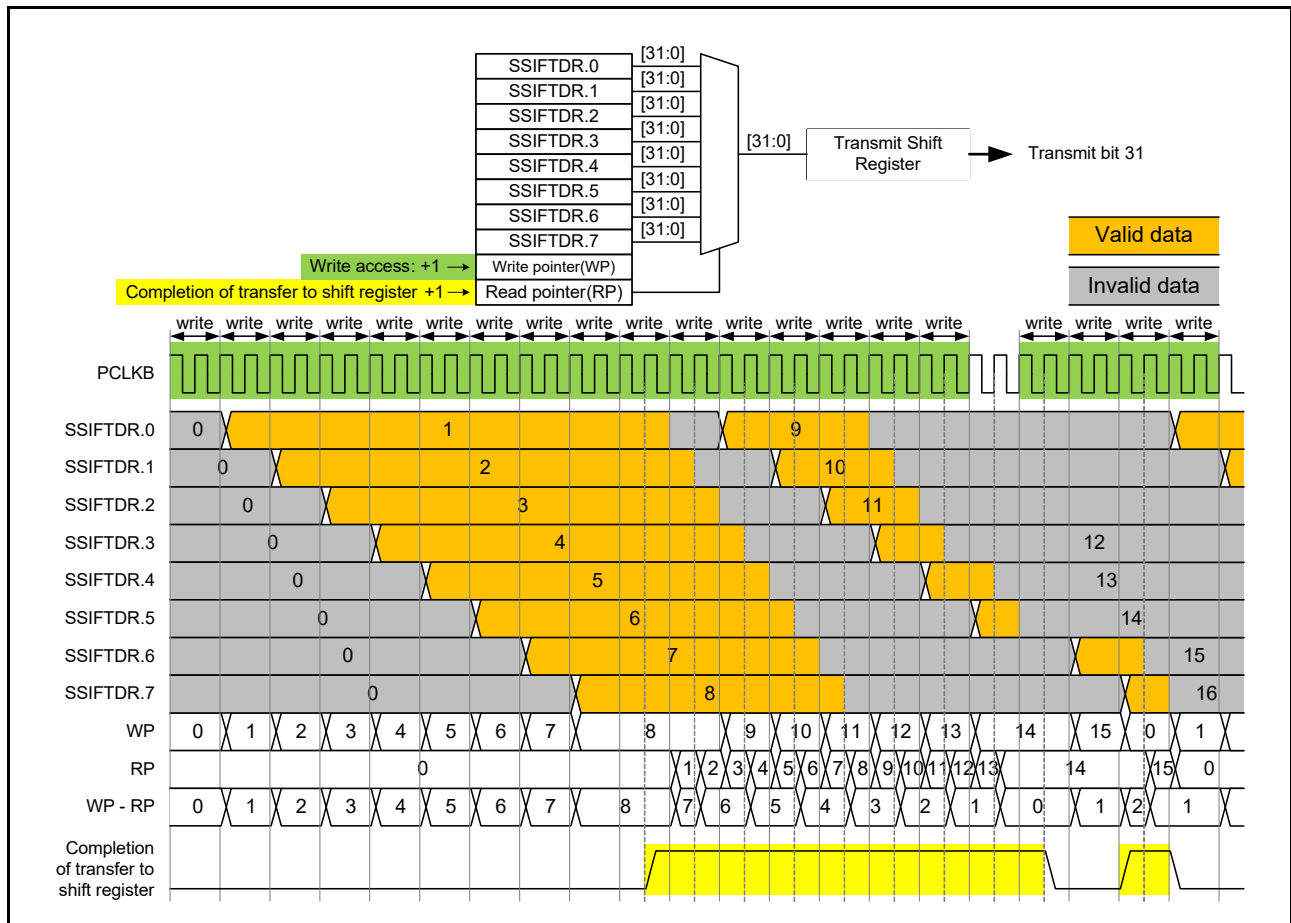 [31:0]
SSIFTDR.0
[31:0]
SSIFTDR.1
[31:0]
SSIFTDR.2
[31:0]
SSIFTDR.3
[31:0]
SSIFTDR.4
[31:0]
SSIFTDR.5
[31:0]
SSIFTDR.6
[31:0]
SSIFTDR.7
[31:0]
Transmit Shift
Register
Transmit bit 31
Valid data
Invalid data
Write access: +1 → Write pointer(WP)
Completion of transfer to shift register +1 → Read pointer(RP)
write write write write write write write write write write write write write write write write write write write write
PCLKB
SSIFTDR.0 0 1 9
SSIFTDR.1 0 2 10
SSIFTDR.2 0 3 11
SSIFTDR.3 0 4 12
SSIFTDR.4 0 5 13
SSIFTDR.5 0 6 14
SSIFTDR.6 0 7 15
SSIFTDR.7 0 8 16
WP 0 1 2 3 4 5 6 7 8 9 10 11 12 13 14 15 0 1
RP 0 1 2 3 4 5 6 7 8 9 10 11 12 13 14 15 0
WP - RP 0 1 2 3 4 5 6 7 8 7 6 5 4 3 2 1 0 1 2 1
Completion
of transfer to
shift register